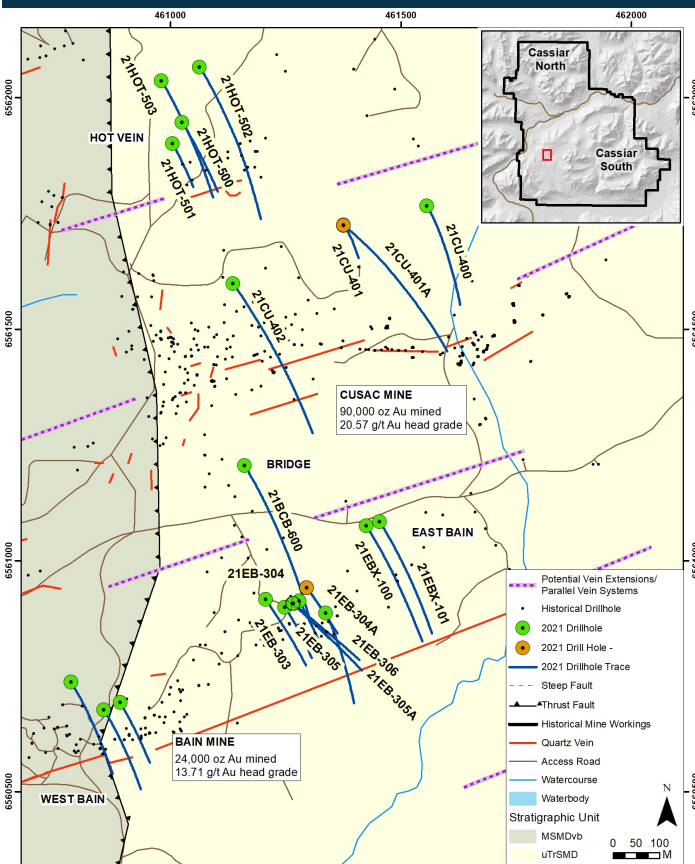 461000
461500
462000
6562000
6562000
Cassiar
North
Cassiar
South
21HOT-503
21HOT-502
HOT VEIN
21HOT-500
21HOT-501
21CU-400
21CU-401
21CU-401A
21CU-402
6561500
CUSAC MINE
90,000 oz Au mined
20.57 g/t Au head grade
BRIDGE
21BCB-600
EAST BAIN
21EBX-100
21EBX-101
6561000
21EB-304
21EB-304A
21EB-303
21EB-305
21EB-306
21EB-305A
BAIN MINE
24,000 oz Au mined
13.71 g/t Au head grade
WEST BAIN
6560500
Potential Vein Extensions/
Parallel Vein Systems
Historical Drillhole
2021 Drillhole
2021 Drill Hole -
2021 Drillhole Trace
Steep Fault
Thrust Fault
Historical Mine Workings
Quartz Vein
Access Road
Watercourse
Waterbody
Stratigraphic Unit
MSMDvb
uTrSMD
N
0 50 100
M